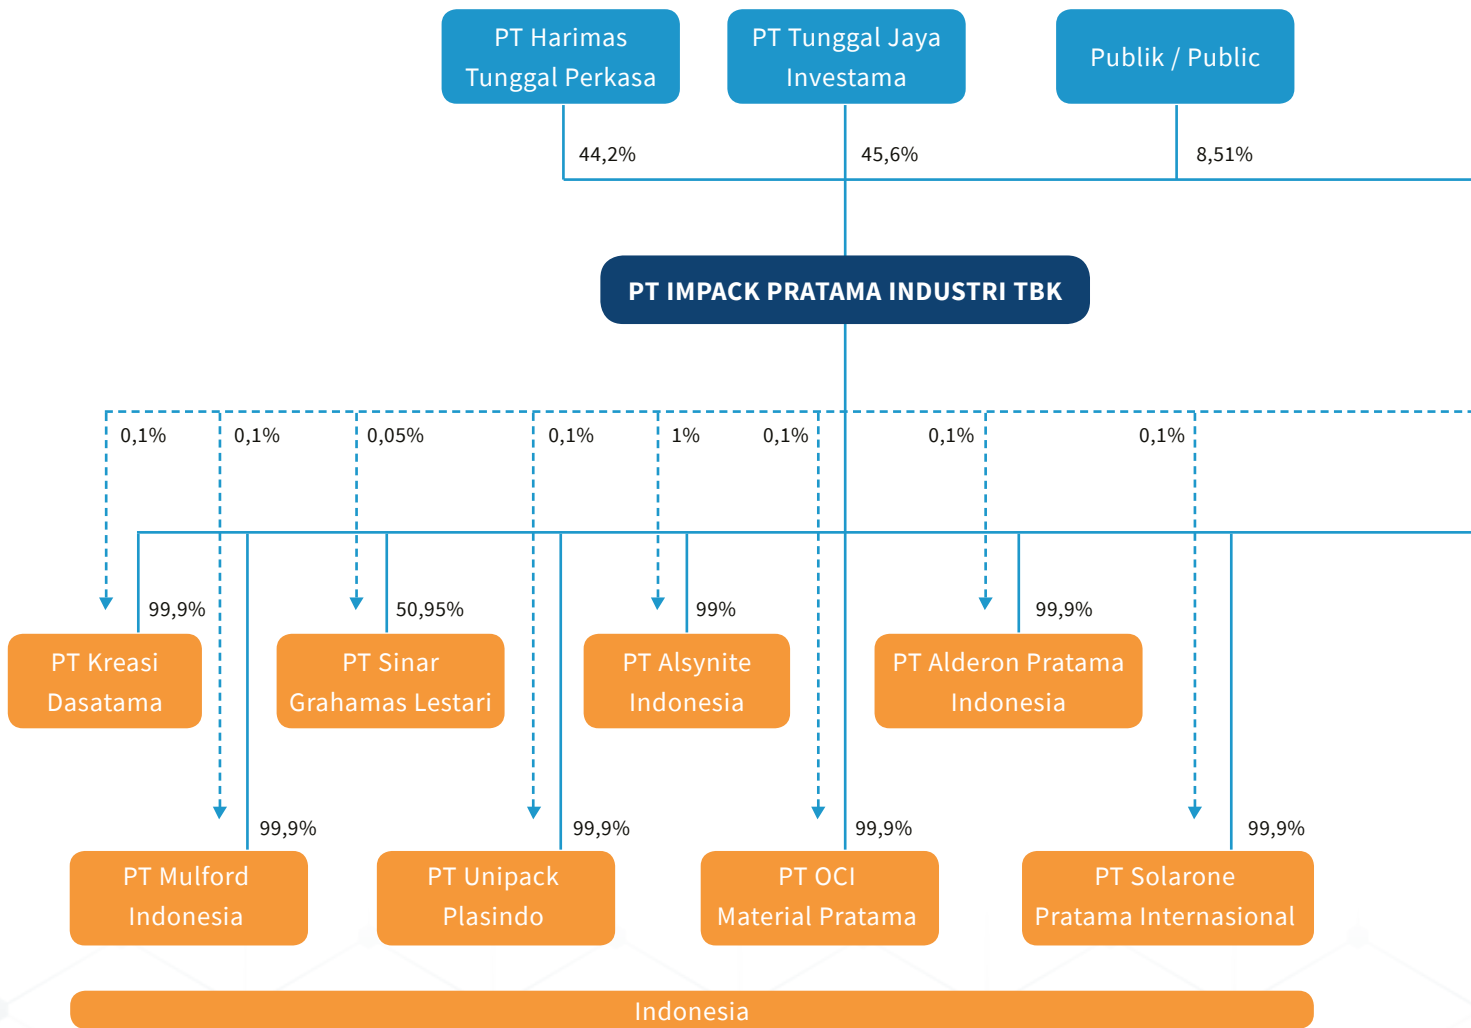 PT Harimas
Tunggal Perkasa
PT Tunggal Jaya
Investama
Publik / Public
44,2%
45,6%
8,51%
PT IMPACK PRATAMA INDUSTRI TBK
0,1%
0,1%
0,05%
0,1%
1%
0,1%
0,1%
0,1%
99,9%
50,95%
99%
99,9%
PT Kreasi
Dasatama
PT Sinar
Grahamas Lestari
PT Alsynite
Indonesia
PT Alderon Pratama
Indonesia
99,9%
99,9%
99,9%
99,9%
PT Mulford
Indonesia
PT Unipack
Plasindo
PT OCI
Material Pratama
PT Solarone
Pratama Internasional
Indonesia